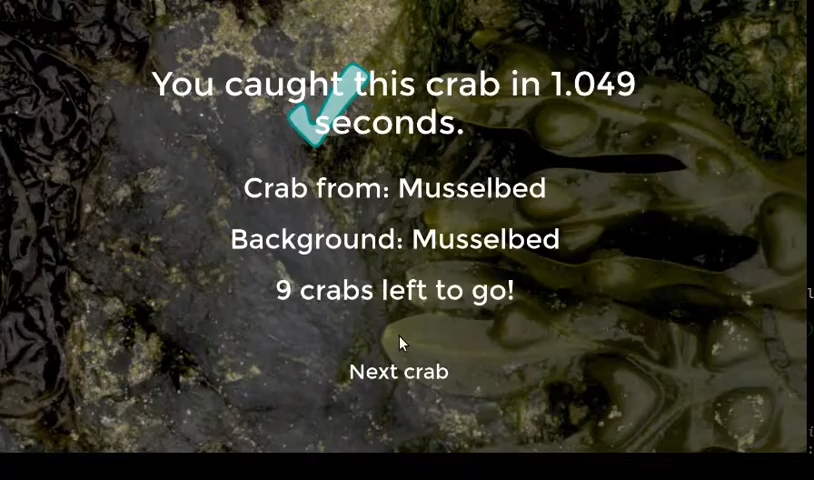 You caught this crab in 1.049
seconds.
Crab from: Musselbed
Background: Musselbed
9 crabs left to go!
Next crab